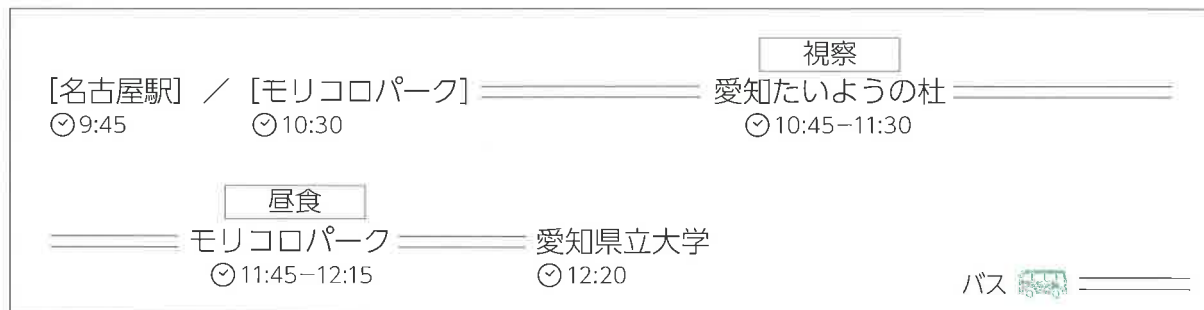 視察
[名古屋駅] ／ [モリコロパーク] 愛知たいようの杜
9:45 10:30 10:45−11:30
昼食
モリコロパーク 愛知県立大学
11:45−12:15 12:20
バス